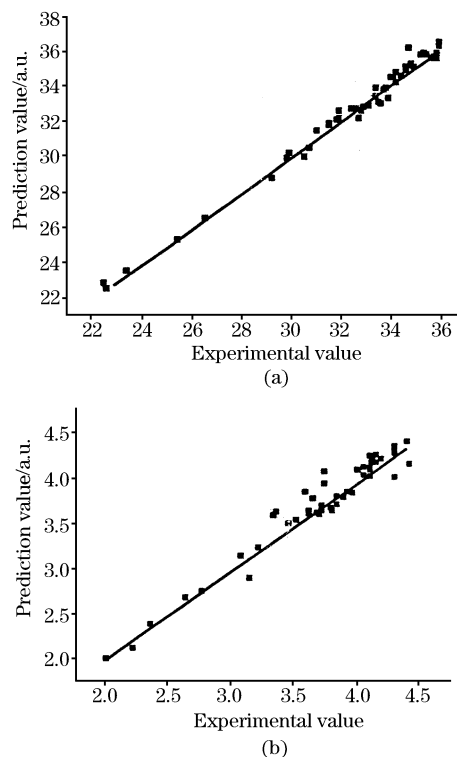 38
36
34
32
30
28
26
24
22
Prediction value/a.u.
22 24 26 28 30 32 34 36
Experimental value
(a)
4.5
4.0
3.5
3.0
2.5
2.0
Prediction value/a.u.
2.0 2.5 3.0 3.5 4.0 4.5
Experimental value
(b)